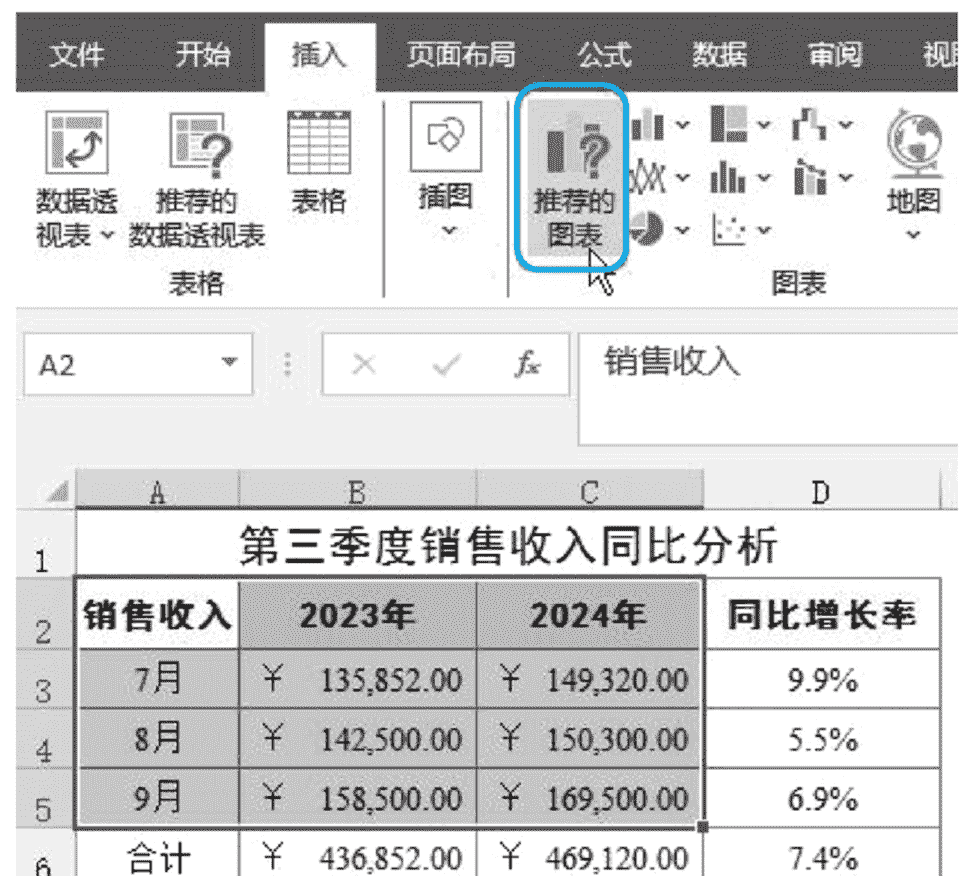 文件 开始 插入 页面布局 公式 数据 审阅
数据透 推荐的 表格 插图 推荐的 地图
视表 数据透视表 图表
表格 图表
A2 fx 销售收入
A B C D
1 第三季度销售收入同比分析
2 销售收入 2023年 2024年 同比增长率
3 7月 ¥ 135,852.00 ¥ 149,320.00 9.9%
4 8月 ¥ 142,500.00 ¥ 150,300.00 5.5%
5 9月 ¥ 158,500.00 ¥ 169,500.00 6.9%
6 合计 ¥ 436,852.00 ¥ 469,120.00 7.4%